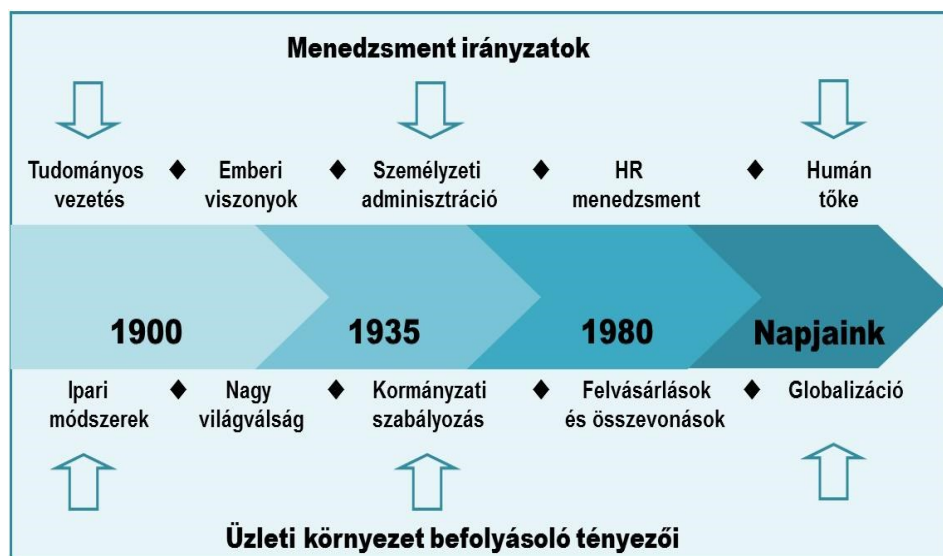 Menedzsment irányzatok
Tudományos ♦ Emberi ♦ Személyzeti ♦ HR ♦ Humán
vezetés viszonyok adminisztráció menedzsment tőke
1900 1935 1980 Napjaink
Ipari ♦ Nagy ♦ Kormányzati ♦ Felvásárlások ♦ Globalizáció
módszerek világválság szabályozás és összevonások
Üzleti környezet befolyásoló tényezői